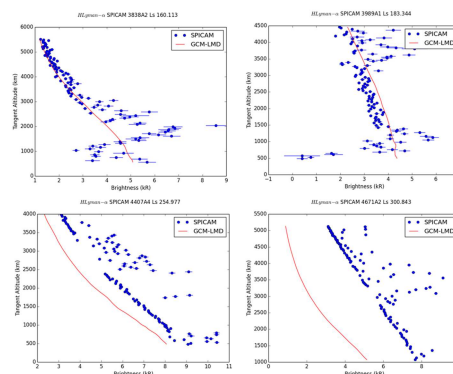 HLyman-α SPICAM 3838A2 Ls 160.113
Tangent Altitude (km)
6000
5000
4000
3000
2000
1000
0
1 2 3 4 5 6 7 8 9
Brightness (kR)
SPICAM
GCM-LMD
HLyman-α SPICAM 3989A1 Ls 183.344
Tangent Altitude (km)
4500
4000
3500
3000
2500
2000
1500
1000
500
0
−1 0 1 2 3 4 5 6
Brightness (kR)
SPICAM
GCM-LMD
HLyman-α SPICAM 4407A4 Ls 254.977
Tangent Altitude (km)
4000
3500
3000
2500
2000
1500
1000
500
0
2 3 4 5 6 7 8 9 10 11
Brightness (kR)
SPICAM
GCM-LMD
HLyman-α SPICAM 4671A2 Ls 300.843
Tangent Altitude (km)
5500
5000
4500
4000
3500
3000
2500
2000
1500
1000
0 2 4 6 8
Brightness (kR)
SPICAM
GCM-LMD